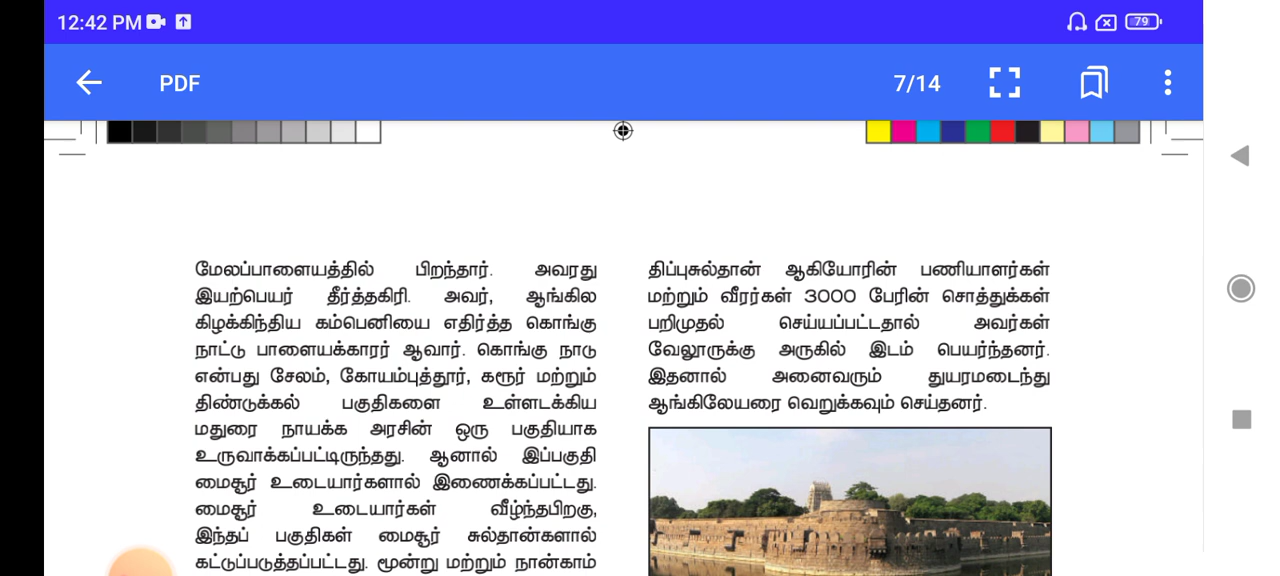 12:42 PM
79
PDF
7/14
மேலப்பாளையத்தில் பிறந்தார். அவரது
இயற்பெயர் தீர்த்தகிரி. அவர், ஆங்கில
கிழக்கிந்திய கம்பெனியை எதிர்த்த கொங்கு
நாட்டு பாளையக்காரர் ஆவார். கொங்கு நாடு
என்பது சேலம், கோயம்புத்தூர், கரூர் மற்றும்
திண்டுக்கல் பகுதிகளை உள்ளடக்கிய
மதுரை நாயக்க அரசின் ஒரு பகுதியாக
உருவாக்கப்பட்டிருந்தது. ஆனால் இப்பகுதி
மைசூர் உடையார்களால் இணைக்கப்பட்டது.
மைசூர் உடையார்கள் வீழ்ந்தபிறகு,
இந்தப் பகுதிகள் மைசூர் சுல்தான்களால்
கட்டுப்படுத்தப்பட்டது. மூன்று மற்றும் நான்காம்
திப்புசுல்தான் ஆகியோரின் பணியாளர்கள்
மற்றும் வீரர்கள் 3000 பேரின் சொத்துக்கள்
பறிமுதல் செய்யப்பட்டதால் அவர்கள்
வேலூருக்கு அருகில் இடம் பெயர்ந்தனர்.
இதனால் அனைவரும் துயரமடைந்து
ஆங்கிலேயரை வெறுக்கவும் செய்தனர்.